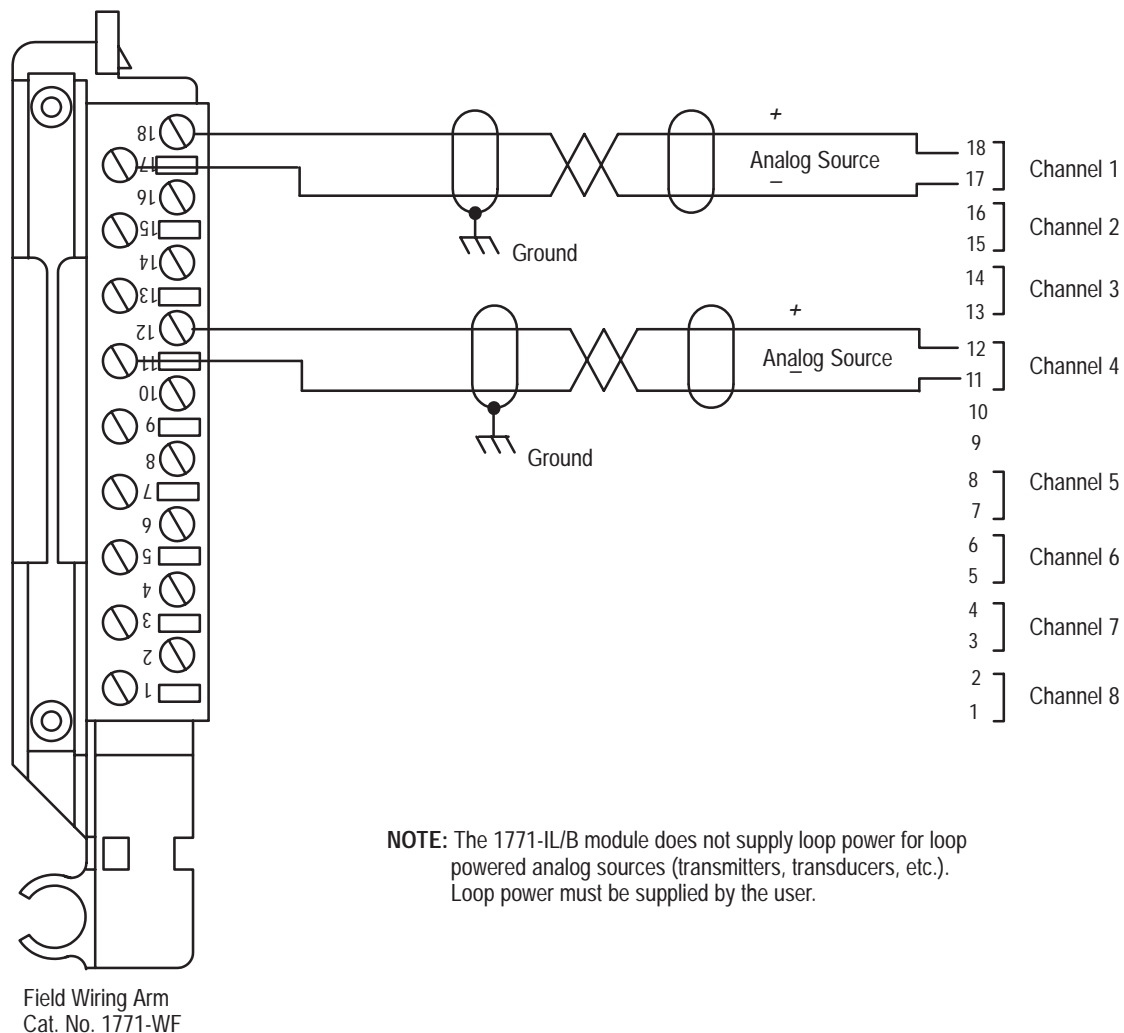 18
17
16
15
14
13
12
11
10
9
8
7
6
5
4
3
2
1
+
Analog Source
–
Ground
+
Analog Source
–
Ground
18
17
Channel 1
16
15
Channel 2
14
13
Channel 3
12
11
Channel 4
10
9
8
7
Channel 5
6
5
Channel 6
4
3
Channel 7
2
1
Channel 8
NOTE: The 1771-IL/B module does not supply loop power for loop
powered analog sources (transmitters, transducers, etc.).
Loop power must be supplied by the user.
Field Wiring Arm
Cat. No. 1771-WF